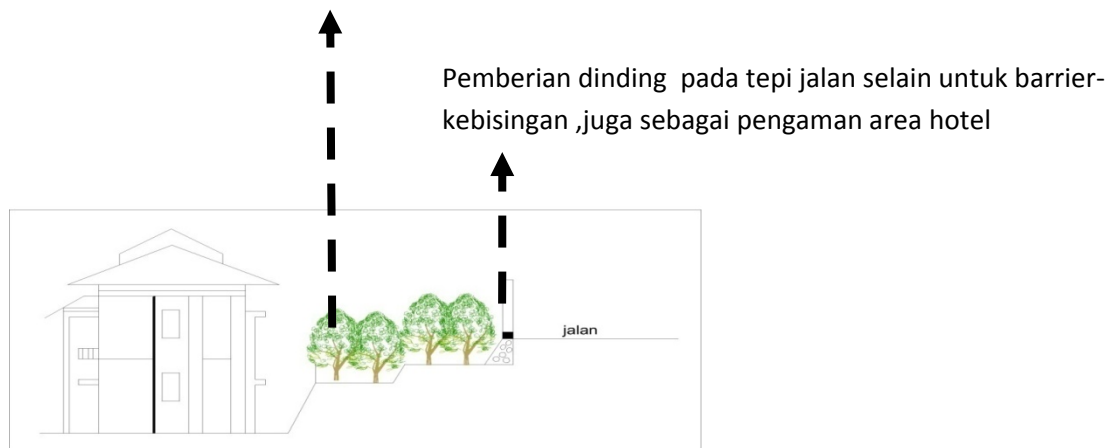 Pemberian dinding pada tepi jalan selain untuk barrier-
kebisingan ,juga sebagai pengaman area hotel
jalan